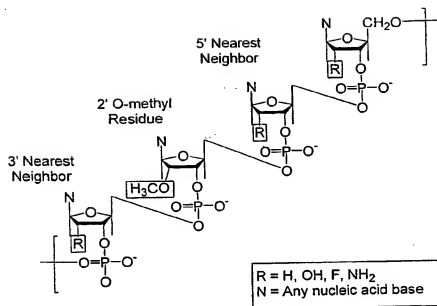 5' Nearest
Neighbor
N
O
CH₂O
R
O
O=P-O⁻
O
2' O-methyl
Residue
N
O
R
O
O=P-O⁻
O
3' Nearest
Neighbor
N
O
H₃CO
O
O=P-O⁻
O
N
O
R
O
O=P-O⁻
R = H, OH, F, NH₂
N = Any nucleic acid base